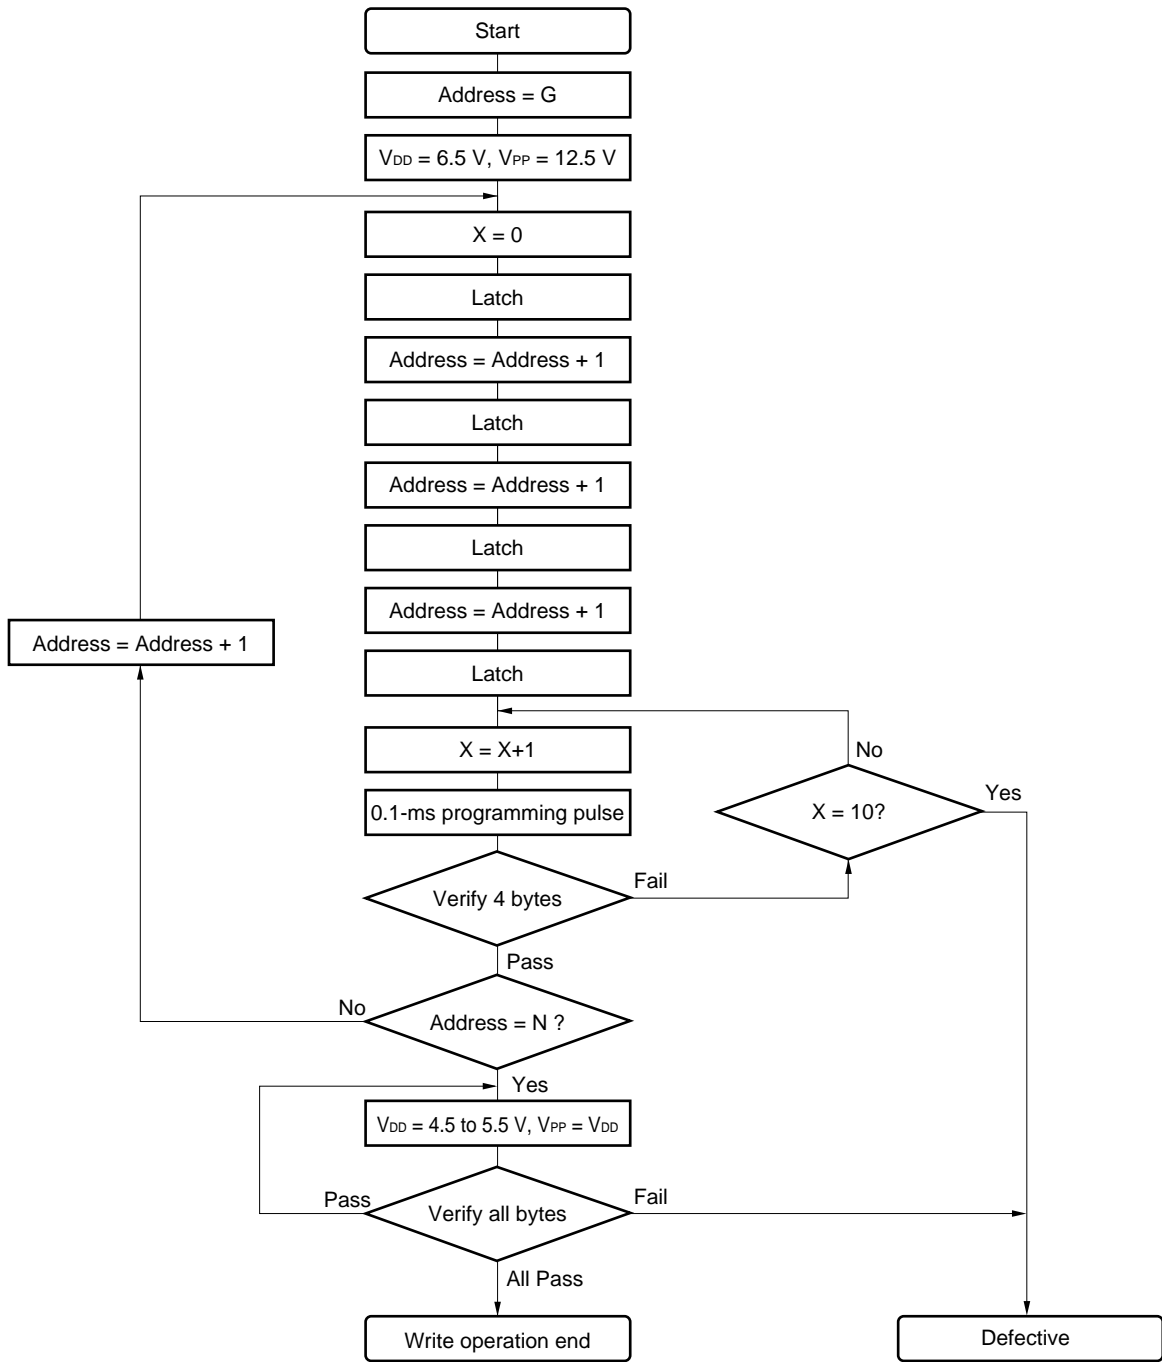 Start
Address = G
VDD = 6.5 V, VPP = 12.5 V
X = 0
Latch
Address = Address + 1
Latch
Address = Address + 1
Latch
Address = Address + 1
Address = Address + 1
Latch
X = X+1
No
0.1-ms programming pulse
X = 10?
Yes
Verify 4 bytes
Fail
Pass
No
Address = N ?
Yes
VDD = 4.5 to 5.5 V, VPP = VDD
Pass
Verify all bytes
Fail
All Pass
Write operation end
Defective